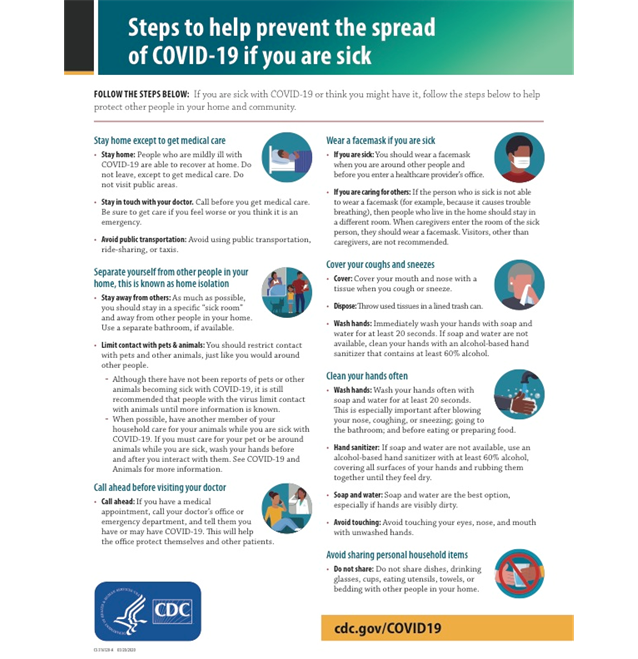 Steps to help prevent the spread
of COVID-19 if you are sick
FOLLOW THE STEPS BELOW: If you are sick with COVID-19 or think you might have it, follow the steps below to help
protect other people in your home and community.
Stay home except to get medical care
• Stay home: People who are mildly ill with
COVID-19 are able to recover at home. Do
not leave, except to get medical care. Do
not visit public areas.
• Stay in touch with your doctor. Call before you get medical care.
Be sure to get care if you feel worse or you think it is an
emergency.
• Avoid public transportation: Avoid using public transportation,
ride-sharing, or taxis.
Separate yourself from other people in your
home, this is known as home isolation
• Stay away from others: As much as possible,
you should stay in a specific "sick room"
and away from other people in your home.
Use a separate bathroom, if available.
• Limit contact with pets & animals: You should restrict contact
with pets and other animals, just like you would around
other people.
- Although there have not been reports of pets or other
animals becoming sick with COVID-19, it is still
recommended that people with the virus limit contact
with animals until more information is known.
- When possible, have another member of your
household care for your animals while you are sick with
COVID-19. If you must care for your pet or be around
animals while you are sick, wash your hands before
and after you interact with them. See COVID-19 and
Animals for more information.
Call ahead before visiting your doctor
• Call ahead: If you have a medical
appointment, call your doctor's office or
emergency department, and tell them you
have or may have COVID-19. This will help
the office protect themselves and other patients.
Wear a facemask if you are sick
• If you are sick: You should wear a facemask
when you are around other people and
before you enter a healthcare provider's office.
• If you are caring for others: If the person who is sick is not able
to wear a facemask (for example, because it causes trouble
breathing), then people who live in the home should stay in
a different room. When caregivers enter the room of the sick
person, they should wear a facemask. Visitors, other than
caregivers, are not recommended.
Cover your coughs and sneezes
• Cover: Cover your mouth and nose with a
tissue when you cough or sneeze.
• Dispose: Throw used tissues in a lined trash can.
• Wash hands: Immediately wash your hands with soap and
water for at least 20 seconds. If soap and water are not
available, clean your hands with an alcohol-based hand
sanitizer that contains at least 60% alcohol.
Clean your hands often
• Wash hands: Wash your hands often with
soap and water for at least 20 seconds.
This is especially important after blowing
your nose, coughing, or sneezing; going to
the bathroom; and before eating or preparing food.
• Hand sanitizer: If soap and water are not available, use an
alcohol-based hand sanitizer with at least 60% alcohol,
covering all surfaces of your hands and rubbing them
together until they feel dry.
• Soap and water: Soap and water are the best option,
especially if hands are visibly dirty.
• Avoid touching: Avoid touching your eyes, nose, and mouth
with unwashed hands.
Avoid sharing personal household items
• Do not share: Do not share dishes, drinking
glasses, cups, eating utensils, towels, or
bedding with other people in your home.
CDC
cdc.gov/COVID19